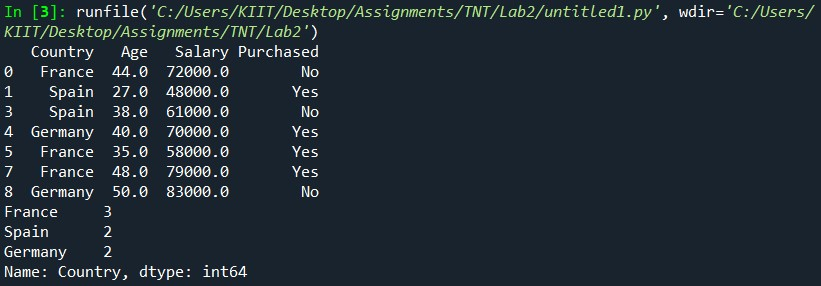 In [3]: runfile('C:/Users/KIIT/Desktop/Assignments/TNT/Lab2/untitled1.py', wdir='C:/Users/
KIIT/Desktop/Assignments/TNT/Lab2')
   Country   Age   Salary Purchased
0   France  44.0  72000.0        No
1    Spain  27.0  48000.0       Yes
3    Spain  38.0  61000.0        No
4  Germany  40.0  70000.0       Yes
5   France  35.0  58000.0       Yes
7   France  48.0  79000.0       Yes
8  Germany  50.0  83000.0        No
France     3
Spain      2
Germany    2
Name: Country, dtype: int64